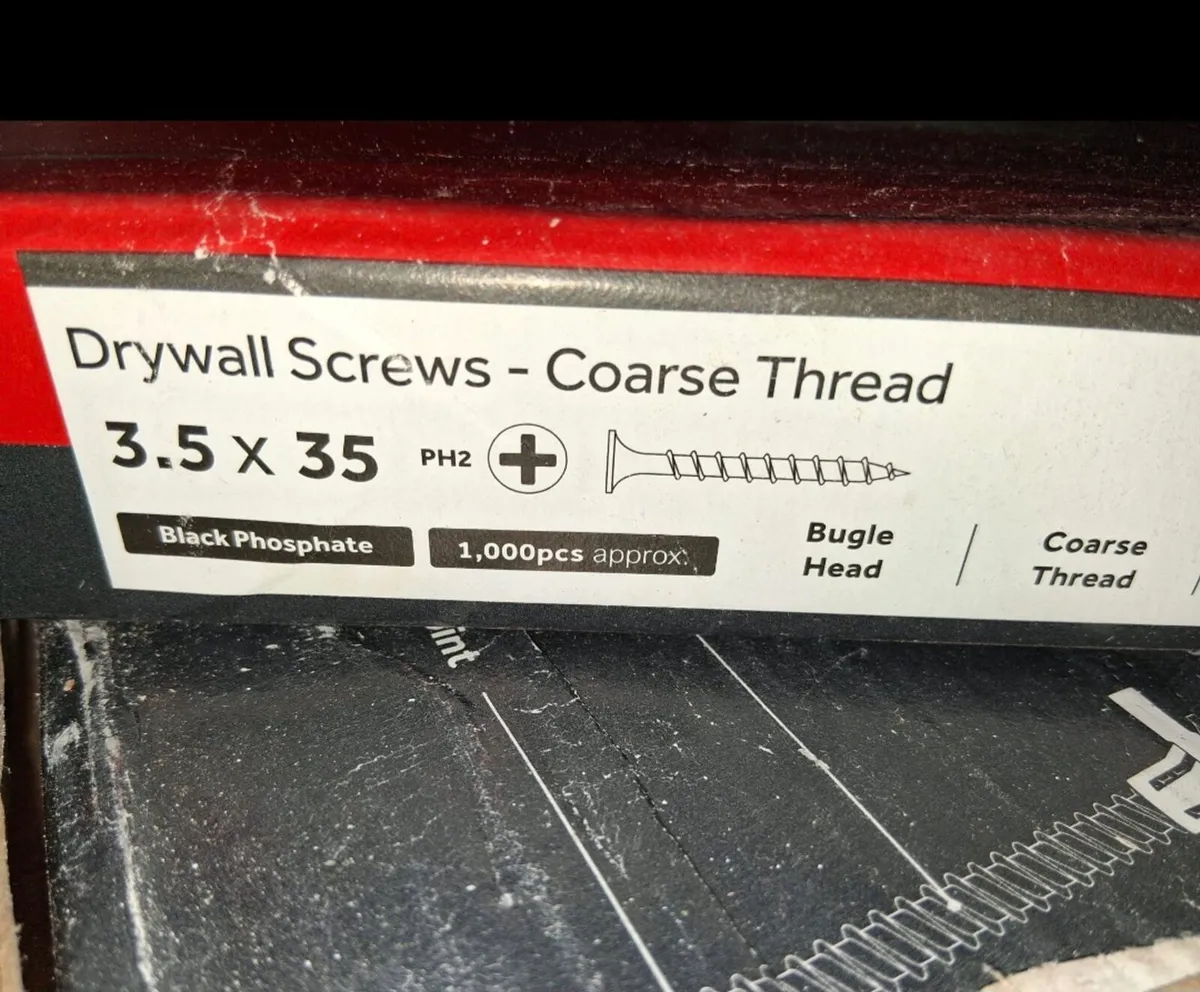 Drywall Screws - Coarse Thread
3.5 x 35 PH2
Black Phosphate 1,000pcs approx.
Bugle Head / Coarse Thread /